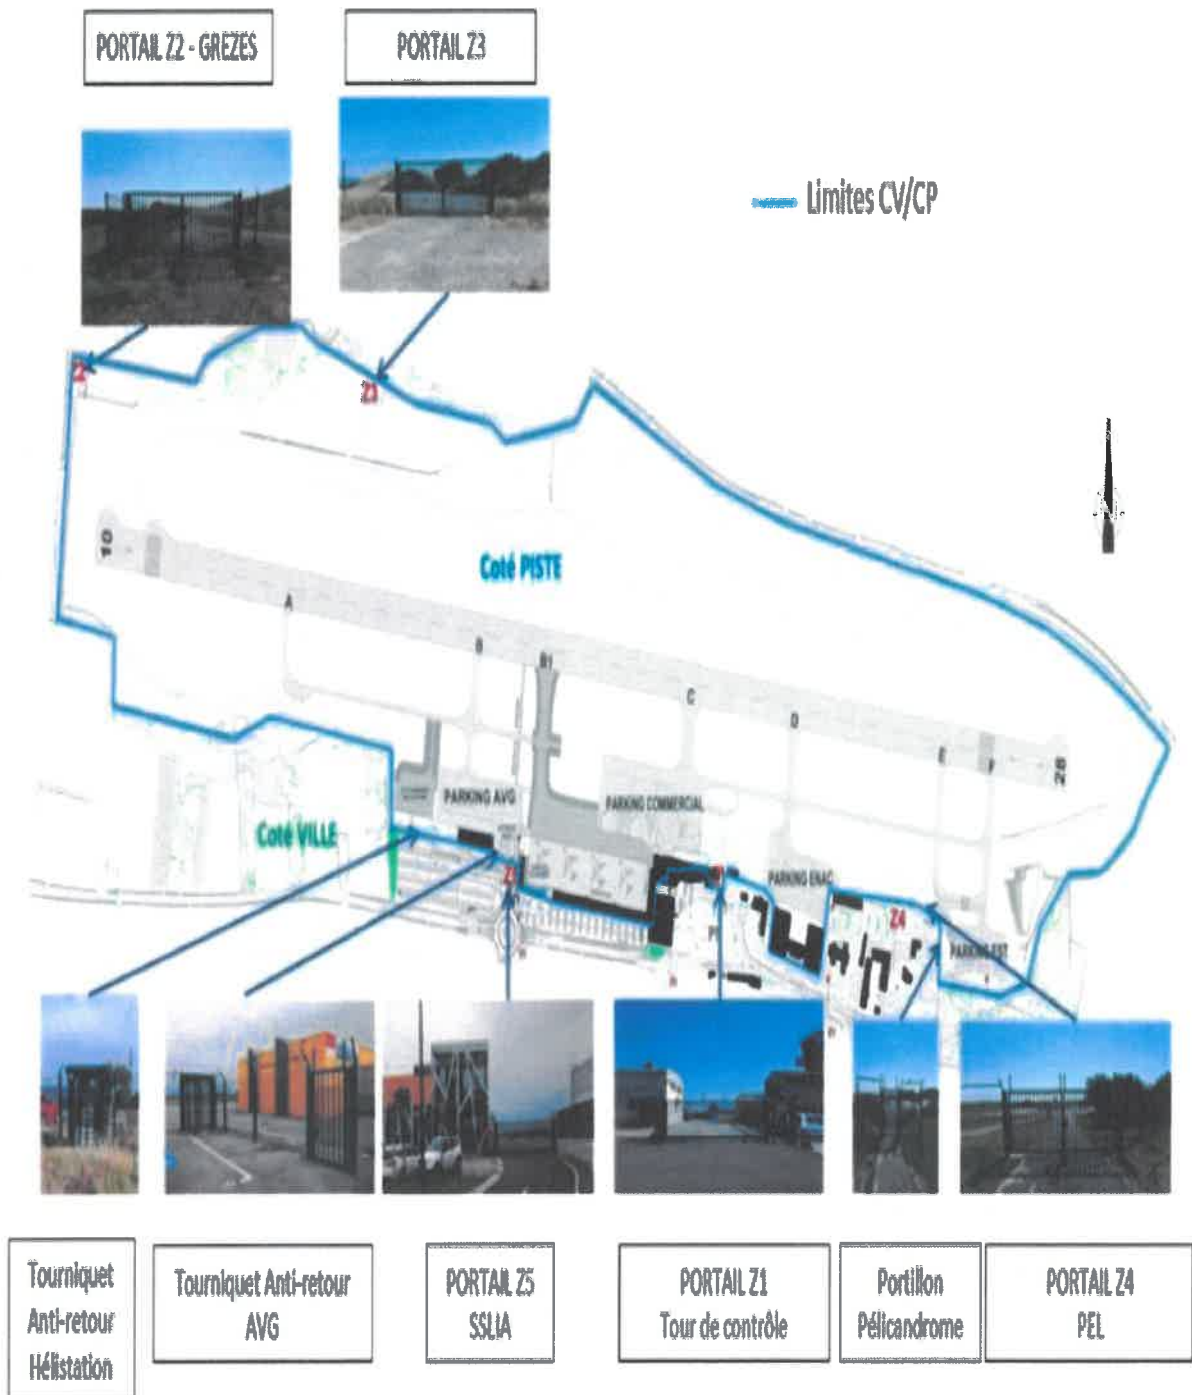 PORTAIL Z2 - GREZES
PORTAIL Z3
Limites CV/CP
Z2
Z3
10
Coté PISTE
A
B
B1
C
D
E
F
28
PARKING AVG
PARKING COMMERCIAL
Coté VILLE
Z5
PARKING ENAC
Z4
PARKING EST
Tourniquet
Anti-retour
Hélistation
Tourniquet Anti-retour
AVG
PORTAIL Z5
SSLIA
PORTAIL Z1
Tour de contrôle
Portillon
Pélicandrome
PORTAIL Z4
PEL